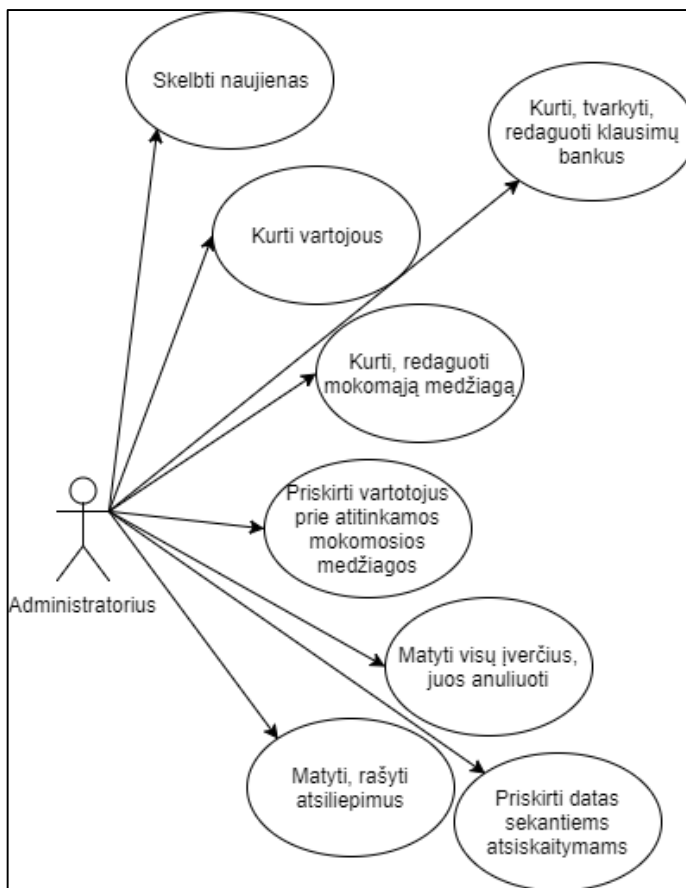 Skelbti naujienas
Kurti, tvarkyti,
redaguoti klausimų
bankus
Kurti vartojous
Kurti, redaguoti
mokomąją medžiagą
Priskirti vartotojus
prie atitinkamos
mokomosios
medžiagos
Administratorius
Matyti visų įverčius,
juos anuliuoti
Matyti, rašyti
atsiliepimus
Priskirti datas
sekantiems
atsiskaitymams